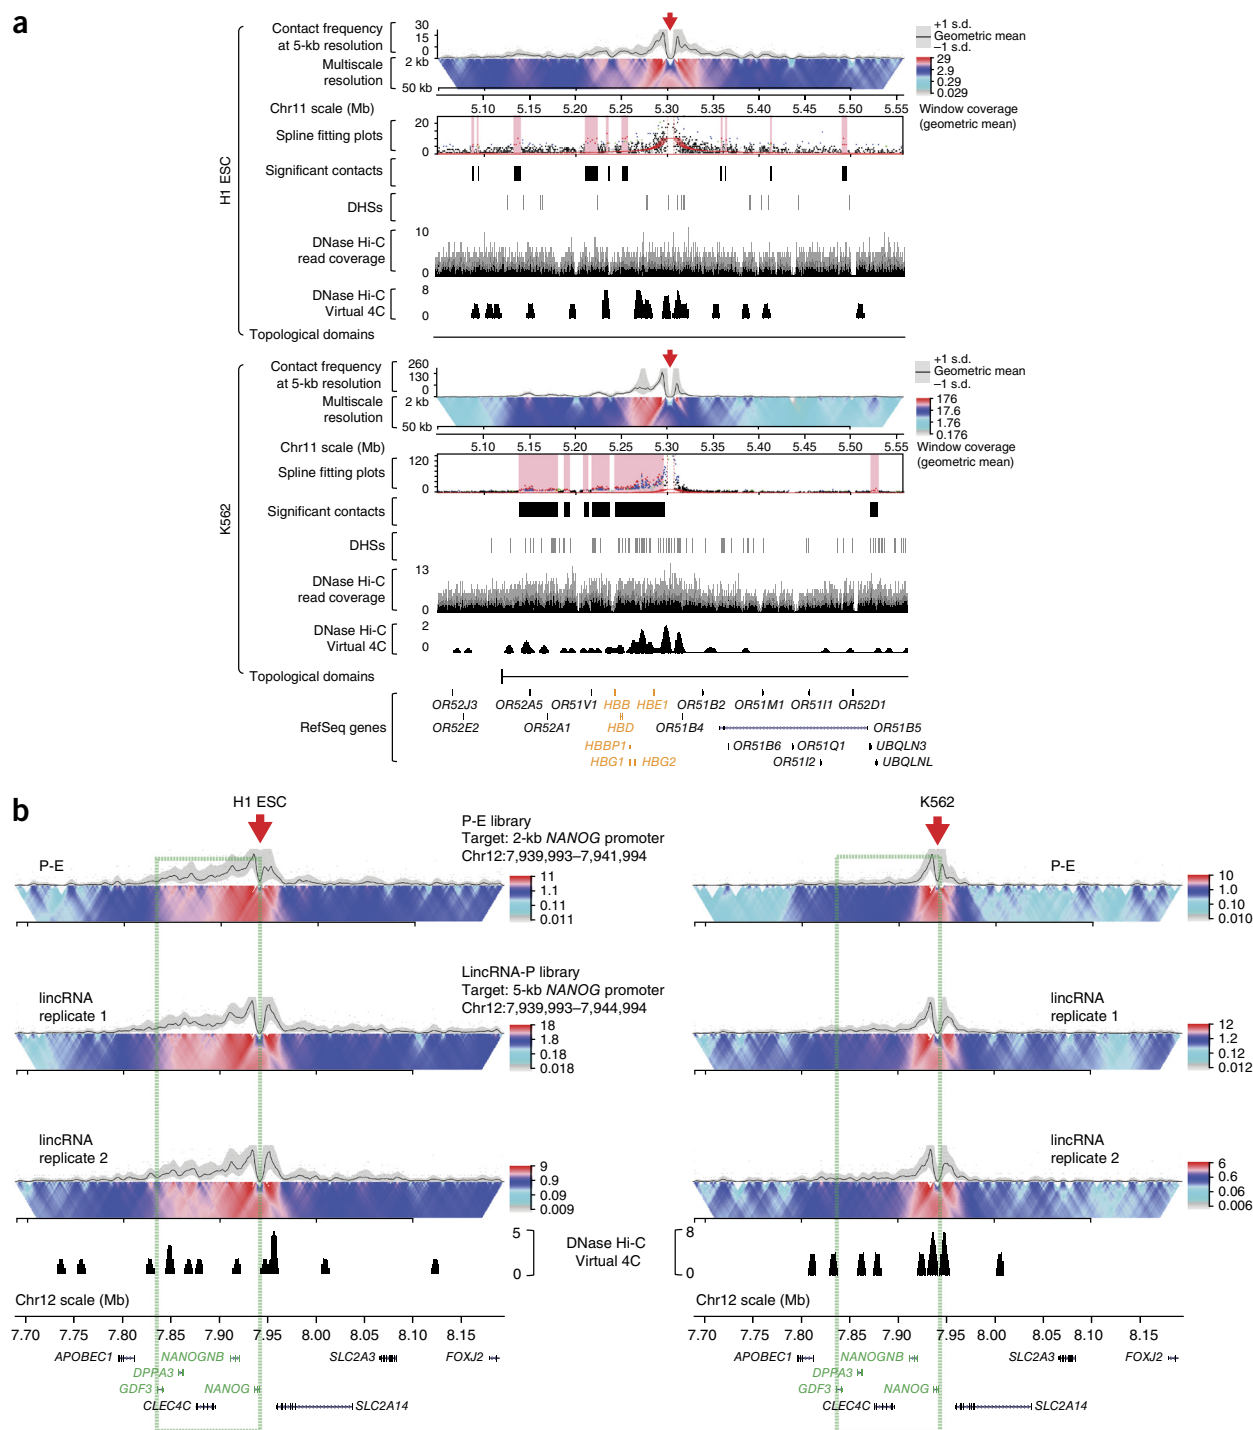 a
H1 ESC
Contact frequency
at 5-kb resolution
30
15
0
+1 s.d.
Geometric mean
−1 s.d.
Multiscale
resolution
2 kb
50 kb
29
2.9
0.29
0.029
Window coverage
(geometric mean)
Chr11 scale (Mb)
5.10 5.15 5.20 5.25 5.30 5.35 5.40 5.45 5.50 5.55
Spline fitting plots
20
0
Significant contacts
DHSs
DNase Hi-C
read coverage
10
0
DNase Hi-C
Virtual 4C
8
0
Topological domains
K562
Contact frequency
at 5-kb resolution
260
130
0
+1 s.d.
Geometric mean
−1 s.d.
Multiscale
resolution
2 kb
50 kb
176
17.6
1.76
0.176
Window coverage
(geometric mean)
Chr11 scale (Mb)
5.10 5.15 5.20 5.25 5.30 5.35 5.40 5.45 5.50 5.55
Spline fitting plots
120
0
Significant contacts
DHSs
DNase Hi-C
read coverage
13
0
DNase Hi-C
Virtual 4C
2
0
Topological domains
RefSeq genes
OR52J3 OR52A5 OR51V1 HBB HBE1 OR51B2 OR51M1 OR51I1 OR52D1
OR52E2 OR52A1 HBD OR51B4 OR51B5
HBBP1 OR51B6 OR51Q1 UBQLN3
HBG1 HBG2 OR51I2 UBQLNL
b
H1 ESC
K562
P-E library
Target: 2-kb NANOG promoter
Chr12:7,939,993–7,941,994
P-E
11
1.1
0.11
0.011
P-E
10
1.0
0.10
0.010
LincRNA-P library
Target: 5-kb NANOG promoter
Chr12:7,939,993–7,944,994
lincRNA
replicate 1
18
1.8
0.18
0.018
lincRNA
replicate 1
12
1.2
0.12
0.012
lincRNA
replicate 2
9
0.9
0.09
0.009
lincRNA
replicate 2
6
0.6
0.06
0.006
5
0
DNase Hi-C
Virtual 4C
8
0
Chr12 scale (Mb)
7.70 7.75 7.80 7.85 7.90 7.95 8.00 8.05 8.10 8.15
APOBEC1 NANOGNB SLC2A3 FOXJ2
DPPA3
GDF3 NANOG
CLEC4C SLC2A14
Chr12 scale (Mb)
7.70 7.75 7.80 7.85 7.90 7.95 8.00 8.05 8.10 8.15
APOBEC1 NANOGNB SLC2A3 FOXJ2
DPPA3
GDF3 NANOG
CLEC4C SLC2A14